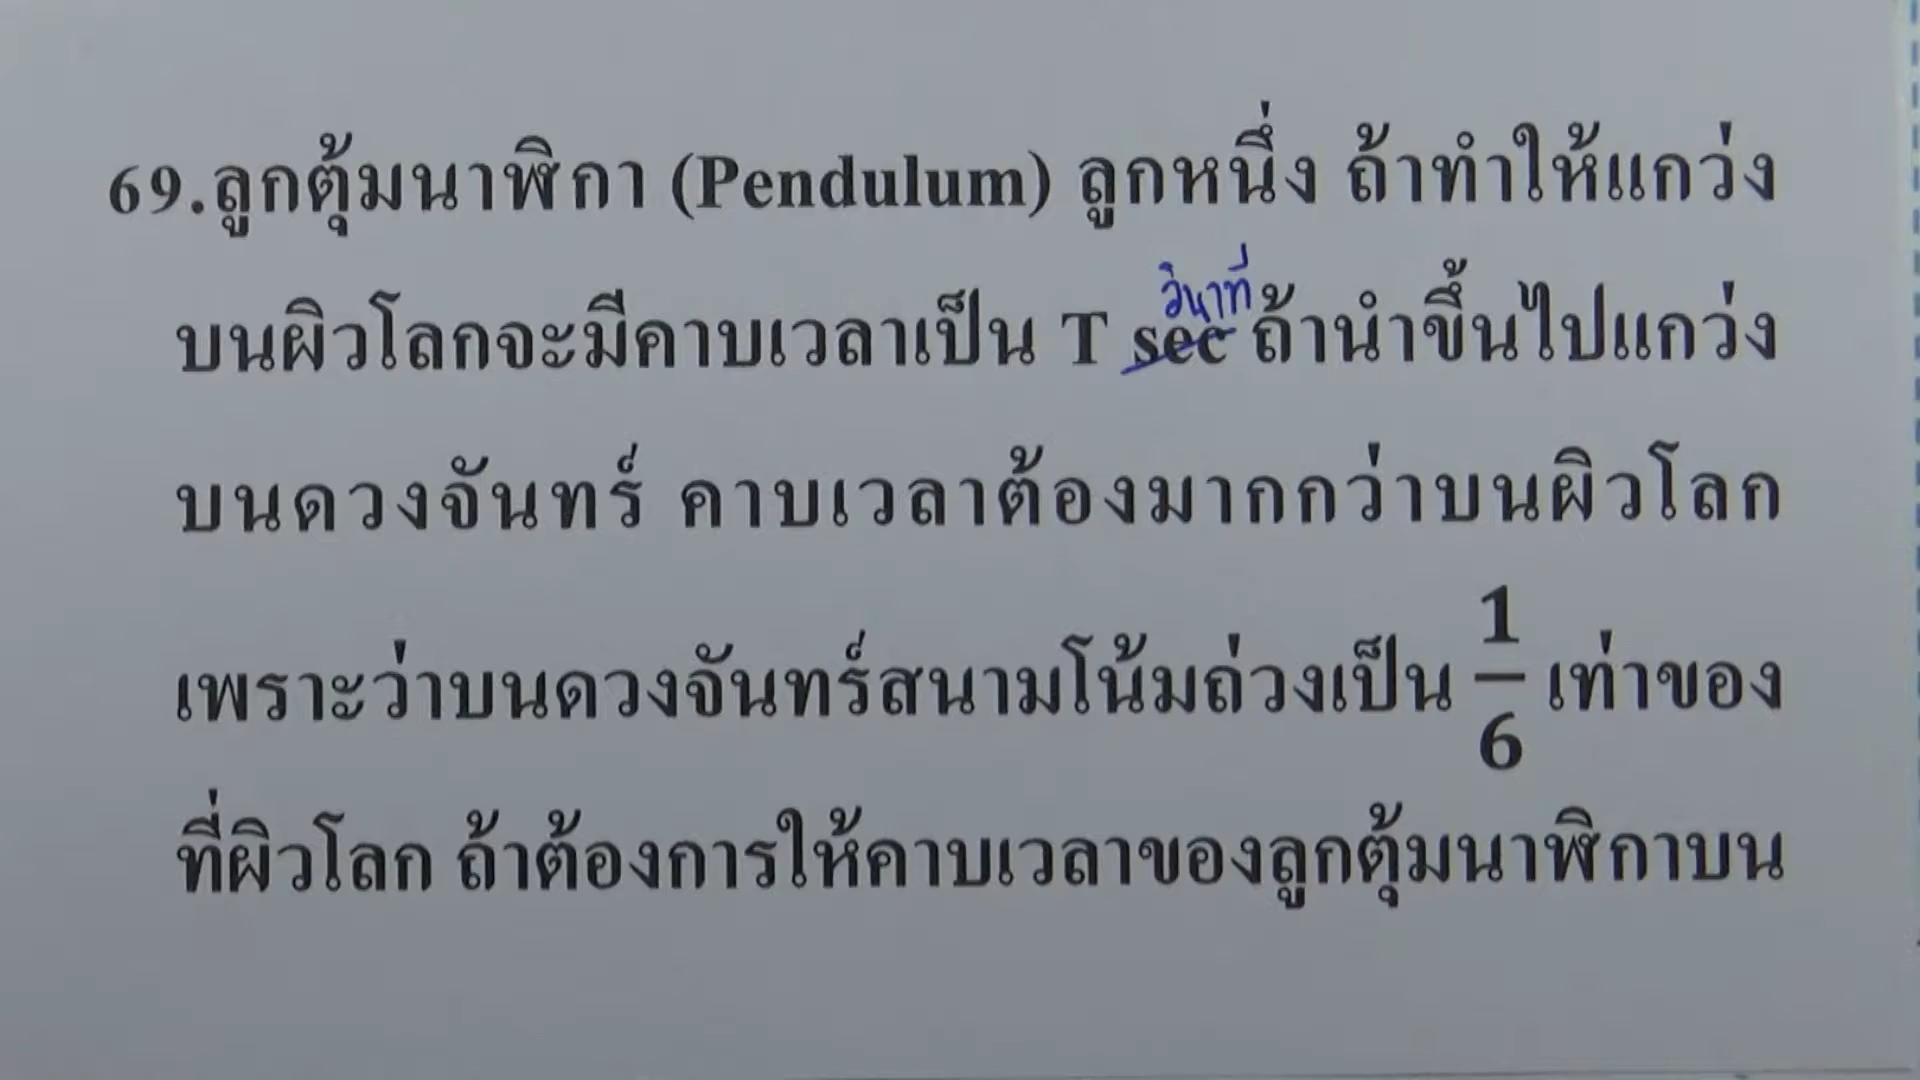 69.ลูกตุ้มนาฬิกา (Pendulum) ลูกหนึ่ง ถ้าทำให้แกว่ง
วินาที
บนผิวโลกจะมีคาบเวลาเป็น T sec ถ้านำขึ้นไปแกว่ง
บนดวงจันทร์ คาบเวลาต้องมากกว่าบนผิวโลก
เพราะว่าบนดวงจันทร์สนามโน้มถ่วงเป็น 1/6 เท่าของ
ที่ผิวโลก ถ้าต้องการให้คาบเวลาของลูกตุ้มนาฬิกาบน